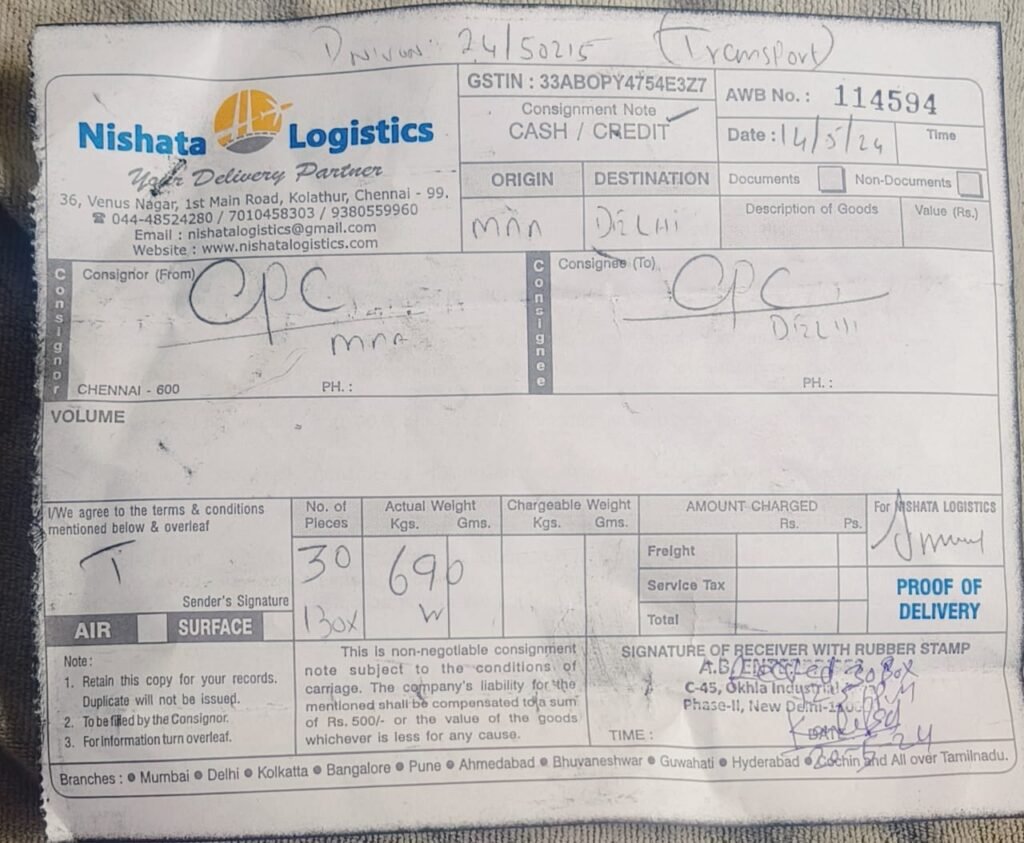 24/50215 (Transport)
Nishata Logistics
Your Delivery Partner
36, Venus Nagar, 1st Main Road, Kolathur, Chennai - 99.
☎ 044-48524280 / 7010458303 / 9380559960
Email : nishatalogistics@gmail.com
Website : www.nishatalogistics.com
GSTIN : 33ABOPY4754E3Z7
Consignment Note
CASH / CREDIT
AWB No. : 114594
Date : 14/5/24 Time
ORIGIN DESTINATION
MAA DELHI
Documents Non-Documents
Description of Goods Value (Rs.)
Consignor
Consignor (From) CPC
MAA
CHENNAI - 600 PH. :
Consignee
Consignee (To) CPC
DELHI
PH. :
VOLUME
I/We agree to the terms & conditions
mentioned below & overleaf
Sender's Signature
AIR SURFACE
No. of
Pieces
30
Box
Actual Weight
Kgs. Gms.
690
W
Chargeable Weight
Kgs. Gms.
AMOUNT CHARGED
Rs. Ps.
Freight
Service Tax
Total
For NISHATA LOGISTICS
PROOF OF
DELIVERY
Note :
1. Retain this copy for your records.
Duplicate will not be issued.
2. To be filled by the Consignor.
3. For information turn overleaf.
This is non-negotiable consignment
note subject to the conditions of
carriage. The company's liability for the
mentioned shall be compensated to a sum
of Rs. 500/- or the value of the goods
whichever is less for any cause.
SIGNATURE OF RECEIVER WITH RUBBER STAMP
A.B. 30 Box
C-45, Okhla Industrial
Phase-II, New Delhi
TIME :
DATE
20-5-24
Branches : ● Mumbai ● Delhi ● Kolkatta ● Bangalore ● Pune ● Ahmedabad ● Bhuvaneshwar ● Guwahati ● Hyderabad ● Cochin and All over Tamilnadu.